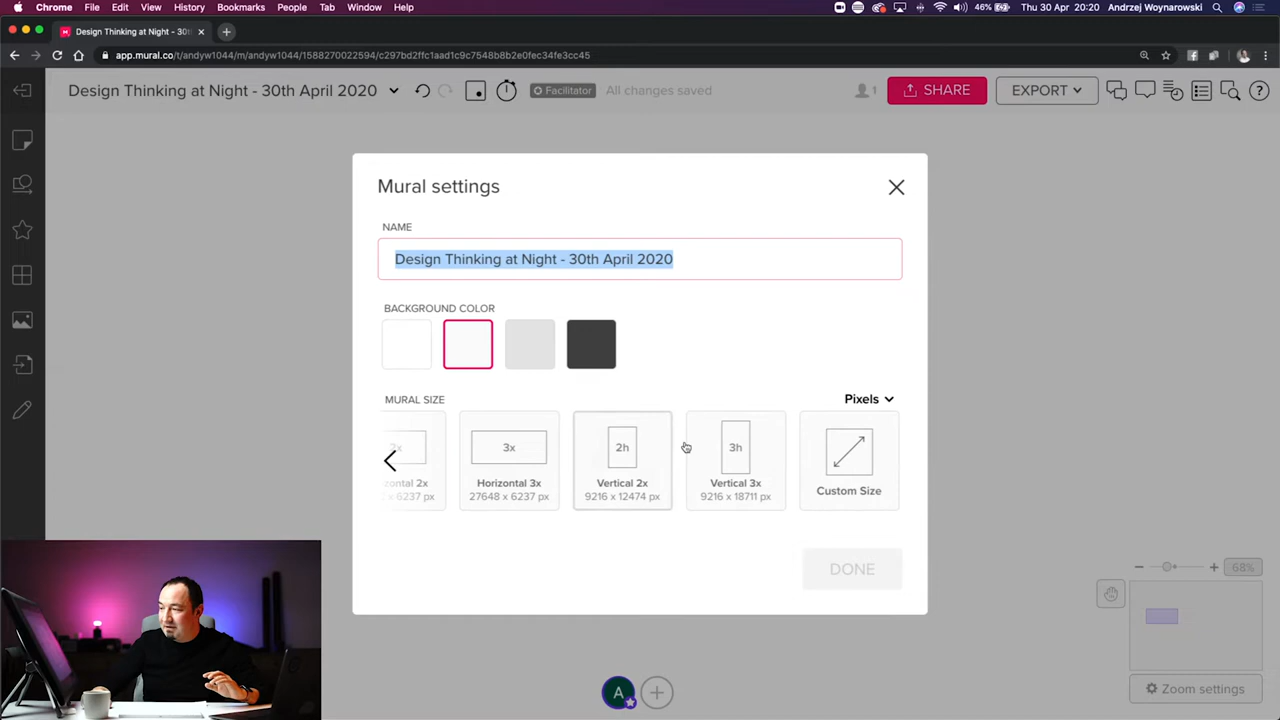 Chrome File Edit View History Bookmarks People Tab Window Help 46% Thu 30 Apr 20:20 Andrzej Woynarowski
Design Thinking at Night - 30t
app.mural.co/t/andyw1044/m/andyw1044/1588270022594/c297bd2ffc1aad1c9c7548b8b2e0fec34fe3cc45
Design Thinking at Night - 30th April 2020 Facilitator All changes saved 1 SHARE EXPORT ?
Mural settings
NAME
Design Thinking at Night - 30th April 2020
BACKGROUND COLOR
MURAL SIZE Pixels
2x 3x 2h 3h
zontal 2x Horizontal 3x Vertical 2x Vertical 3x Custom Size
x 6237 px 27648 x 6237 px 9216 x 12474 px 9216 x 18711 px
DONE
68%
A
Zoom settings